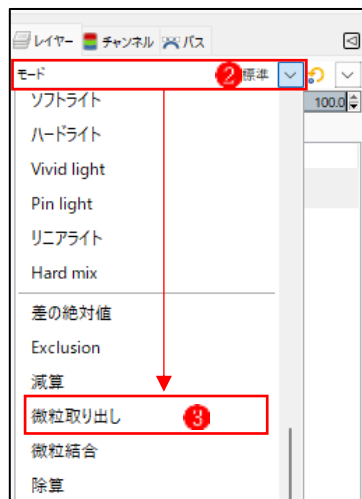 レイヤー チャンネル パス
モード 2 標準
100.0
ソフトライト
ハードライト
Vivid light
Pin light
リニアライト
Hard mix
差の絶対値
Exclusion
減算
微粒取り出し 3
微粒結合
除算